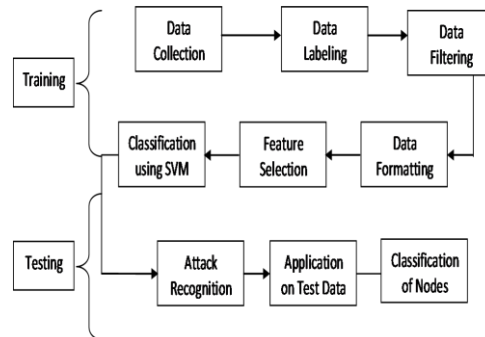 Data
Collection
Data
Labeling
Data
Filtering
Training
Classification
using SVM
Feature
Selection
Data
Formatting
Testing
Attack
Recognition
Application
on Test Data
Classification
of Nodes